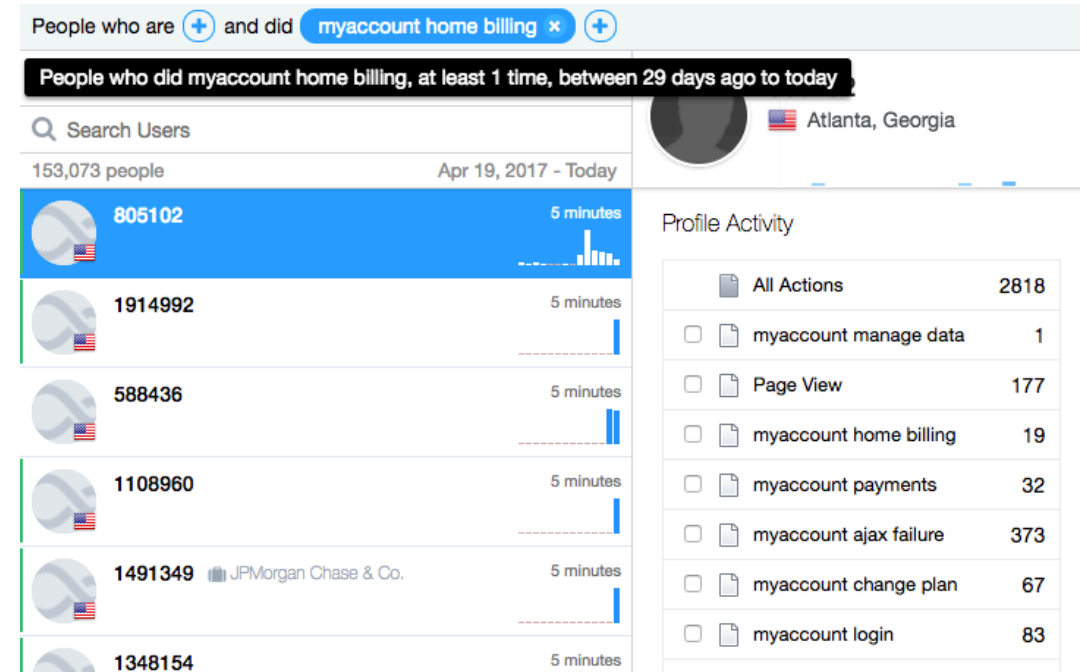 People who are + and did myaccount home billing × +
People who did myaccount home billing, at least 1 time, between 29 days ago to today
Search Users
Atlanta, Georgia
153,073 people Apr 19, 2017 - Today
805102 5 minutes
1914992 5 minutes
588436 5 minutes
1108960 5 minutes
1491349 JPMorgan Chase & Co. 5 minutes
1348154 5 minutes
Profile Activity
All Actions 2818
myaccount manage data 1
Page View 177
myaccount home billing 19
myaccount payments 32
myaccount ajax failure 373
myaccount change plan 67
myaccount login 83